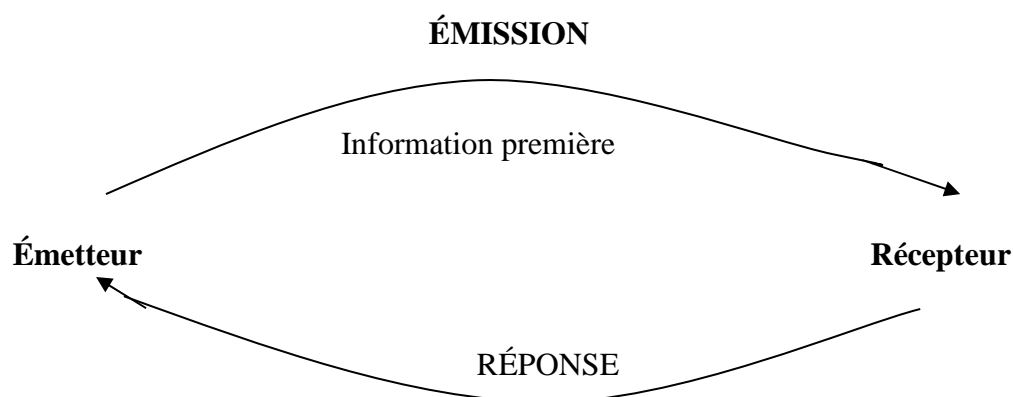 ÉMISSION
Information première
Émetteur
Récepteur
RÉPONSE